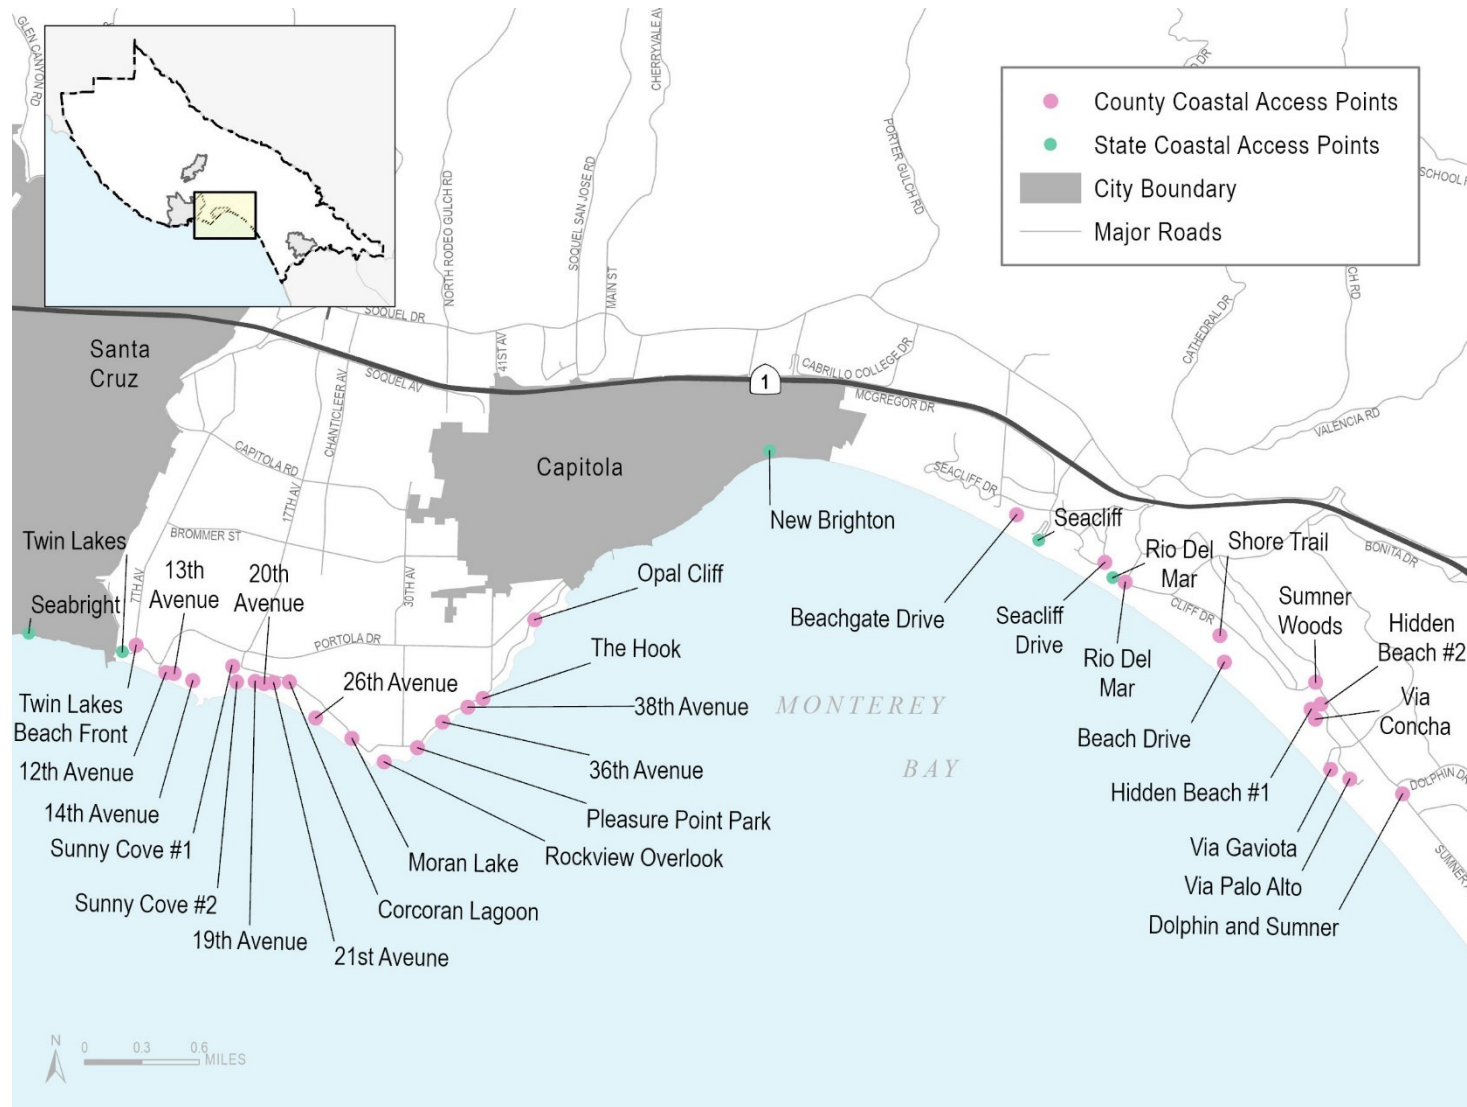 GLEN CANYON RD
CHERRYVALE AV
County Coastal Access Points
State Coastal Access Points
City Boundary
Major Roads
PORTER GULCH RD
NORTH RODEO GULCH RD
SOQUEL SAN JOSE RD
MAIN ST
CATHEDRAL DR
SOQUEL DR
41ST AV
SOQUEL AV
CHANTICLEER AV
Santa
Cruz
1
CABRILLO COLLEGE DR
MCGREGOR DR
VALENCIA RD
CAPITOLA RD
17TH AV
Capitola
SEACLIFF DR
BROMMER ST
New Brighton
Seacliff
Twin Lakes
7TH AV
13th
Avenue
20th
Avenue
30TH AV
Opal Cliff
Beachgate Drive
Seacliff
Drive
Rio Del
Mar
Shore Trail
BONITA DR
Seabright
PORTOLA DR
The Hook
CLIFF DR
Sumner
Woods
Hidden
Beach #2
Rio Del
Mar
26th Avenue
38th Avenue
MONTEREY
BAY
Via
Concha
Twin Lakes
Beach Front
12th Avenue
36th Avenue
Beach Drive
Hidden Beach #1
DOLPHIN DR
14th Avenue
Pleasure Point Park
Sunny Cove #1
Moran Lake
Rockview Overlook
Via Gaviota
Via Palo Alto
Sunny Cove #2
Corcoran Lagoon
Dolphin and Sumner
19th Avenue
21st Aveune
N
0 0.3 0.6
MILES